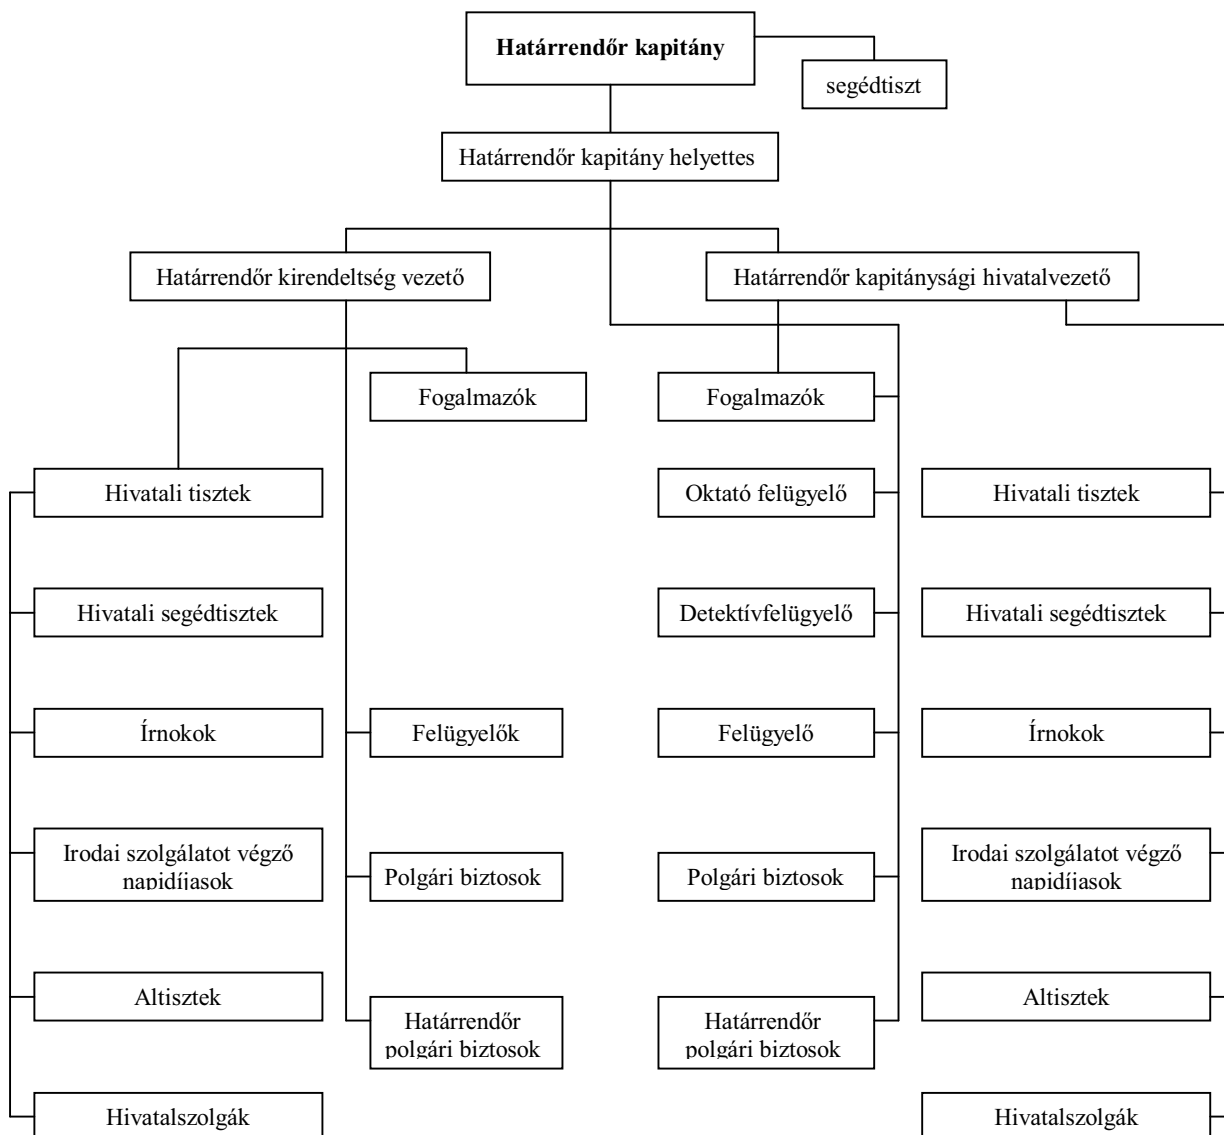 Határrendőr kapitány
segédtiszt
Határrendőr kapitány helyettes
Határrendőr kirendeltség vezető
Határrendőr kapitánysági hivatalvezető
Fogalmazók
Fogalmazók
Hivatali tisztek
Oktató felügyelő
Hivatali tisztek
Hivatali segédtisztek
Detektívfelügyelő
Hivatali segédtisztek
Írnokok
Felügyelők
Felügyelő
Írnokok
Irodai szolgálatot végző
napidíjasok
Polgári biztosok
Polgári biztosok
Irodai szolgálatot végző
napidíjasok
Altisztek
Határrendőr
polgári biztosok
Határrendőr
polgári biztosok
Altisztek
Hivatalszolgák
Hivatalszolgák